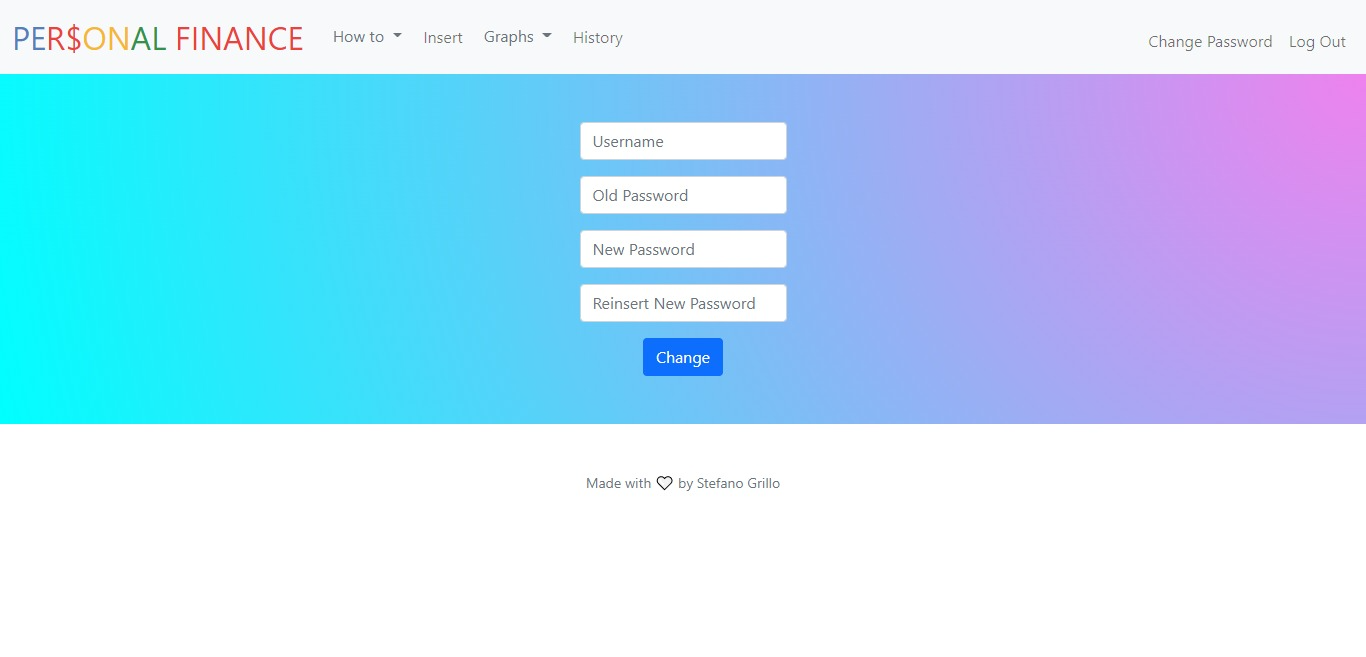 PER$ONAL FINANCE How to Insert Graphs History Change Password Log Out
Username
Old Password
New Password
Reinsert New Password
Change
Made with by Stefano Grillo